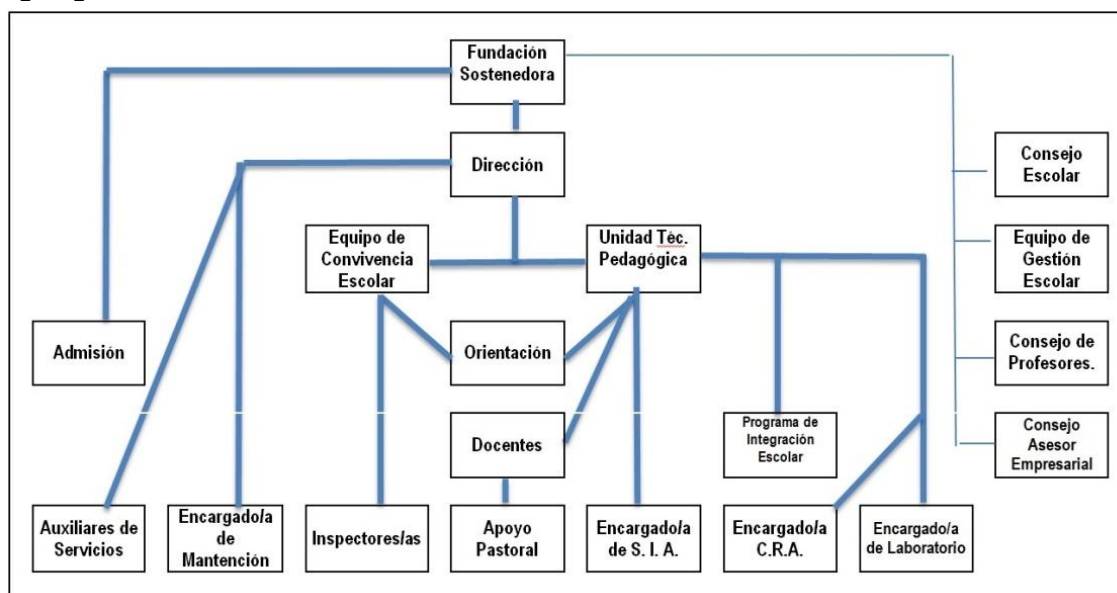 Fundación
Sostenedora
Dirección
Consejo
Escolar
Equipo de
Convivencia
Escolar
Unidad Tèc.
Pedagógica
Equipo de
Gestión
Escolar
Admisión
Orientación
Consejo de
Profesores.
Docentes
Programa de
Integración
Escolar
Consejo
Asesor
Empresarial
Auxiliares de
Servicios
Encargado/a
de
Mantención
Inspectores/as
Apoyo
Pastoral
Encargado/a
de S. I. A.
Encargado/a
C.R.A.
Encargado/a
de Laboratorio